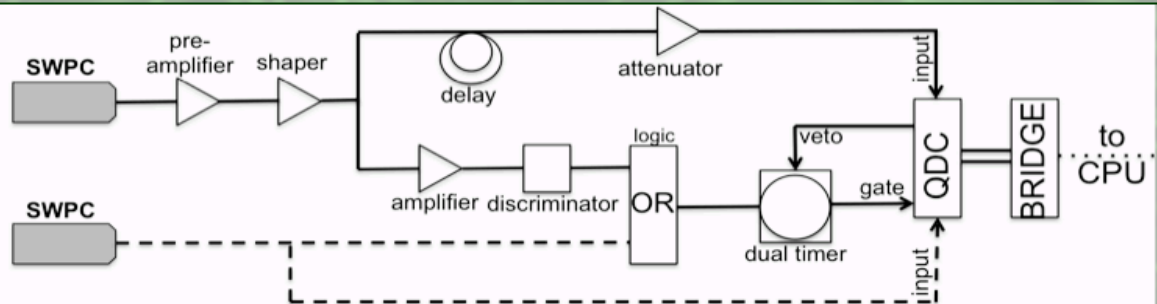 SWPC
pre-
amplifier
shaper
delay
attenuator
input
amplifier
discriminator
logic
OR
veto
dual timer
gate
QDC
BRIDGE
to
CPU
SWPC
input